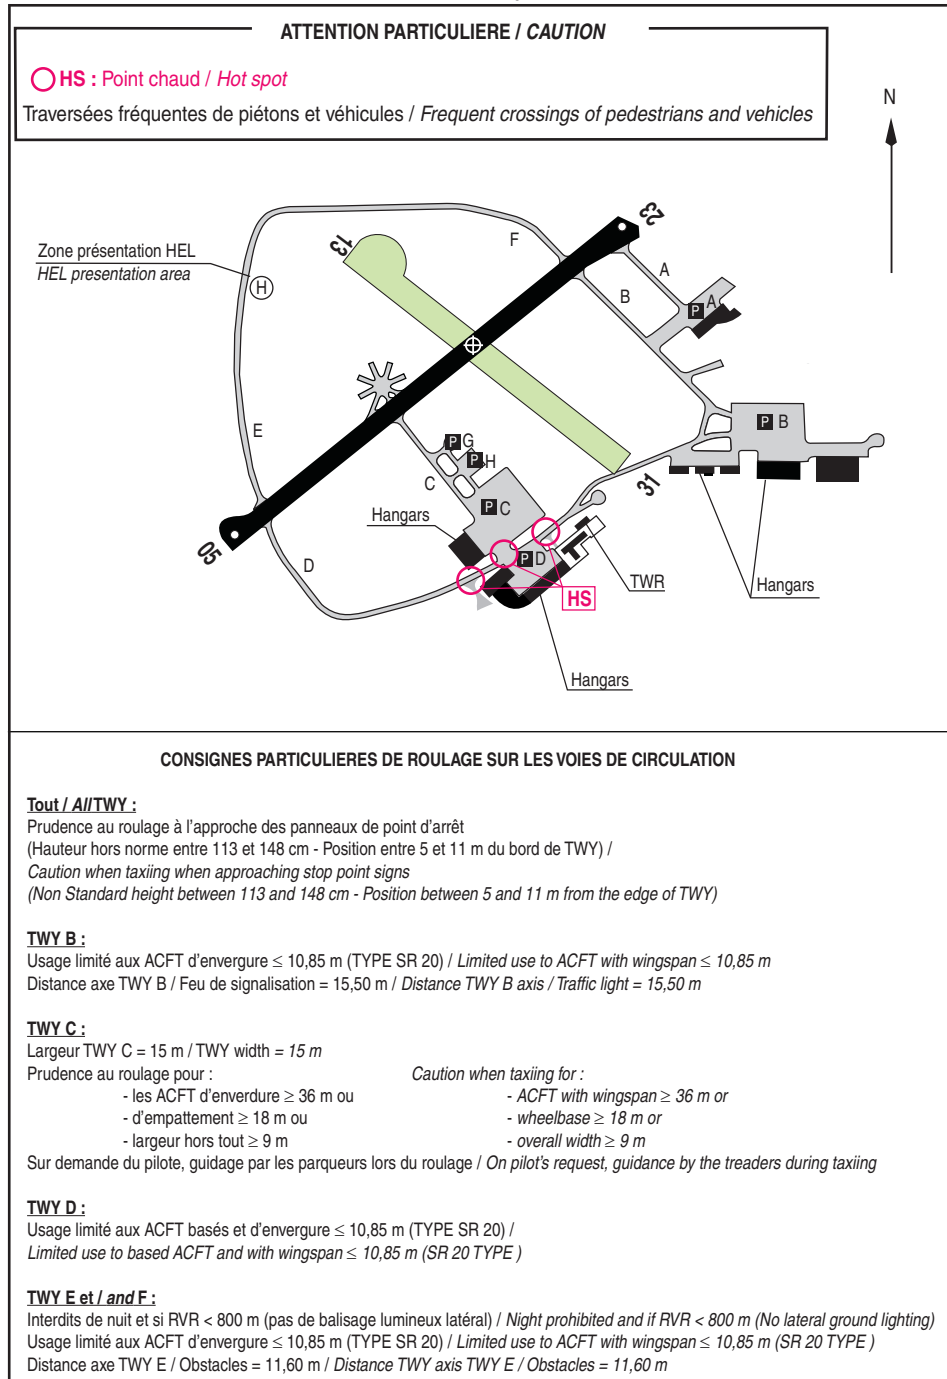 ATTENTION PARTICULIERE / CAUTION
HS : Point chaud / Hot spot
Traversées fréquentes de piétons et véhicules / Frequent crossings of pedestrians and vehicles
N
23
13
F
A
Zone présentation HEL
HEL presentation area
H
B
P A
E
P G
P H
P B
C
31
P C
Hangars
05
D
P D
TWR
Hangars
HS
Hangars
CONSIGNES PARTICULIERES DE ROULAGE SUR LES VOIES DE CIRCULATION
Tout / All TWY :
Prudence au roulage à l'approche des panneaux de point d'arrêt
(Hauteur hors norme entre 113 et 148 cm - Position entre 5 et 11 m du bord de TWY) /
Caution when taxiing when approaching stop point signs
(Non Standard height between 113 and 148 cm - Position between 5 and 11 m from the edge of TWY)
TWY B :
Usage limité aux ACFT d'envergure ≤ 10,85 m (TYPE SR 20) / Limited use to ACFT with wingspan ≤ 10,85 m
Distance axe TWY B / Feu de signalisation = 15,50 m / Distance TWY B axis / Traffic light = 15,50 m
TWY C :
Largeur TWY C = 15 m / TWY width = 15 m
Prudence au roulage pour : Caution when taxiing for :
- les ACFT d'enverdure ≥ 36 m ou - ACFT with wingspan ≥ 36 m or
- d'empattement ≥ 18 m ou - wheelbase ≥ 18 m or
- largeur hors tout ≥ 9 m - overall width ≥ 9 m
Sur demande du pilote, guidage par les parqueurs lors du roulage / On pilot's request, guidance by the treaders during taxiing
TWY D :
Usage limité aux ACFT basés et d'envergure ≤ 10,85 m (TYPE SR 20) /
Limited use to based ACFT and with wingspan ≤ 10,85 m (SR 20 TYPE )
TWY E et / and F :
Interdits de nuit et si RVR < 800 m (pas de balisage lumineux latéral) / Night prohibited and if RVR < 800 m (No lateral ground lighting)
Usage limité aux ACFT d'envergure ≤ 10,85 m (TYPE SR 20) / Limited use to ACFT with wingspan ≤ 10,85 m (SR 20 TYPE )
Distance axe TWY E / Obstacles = 11,60 m / Distance TWY axis TWY E / Obstacles = 11,60 m